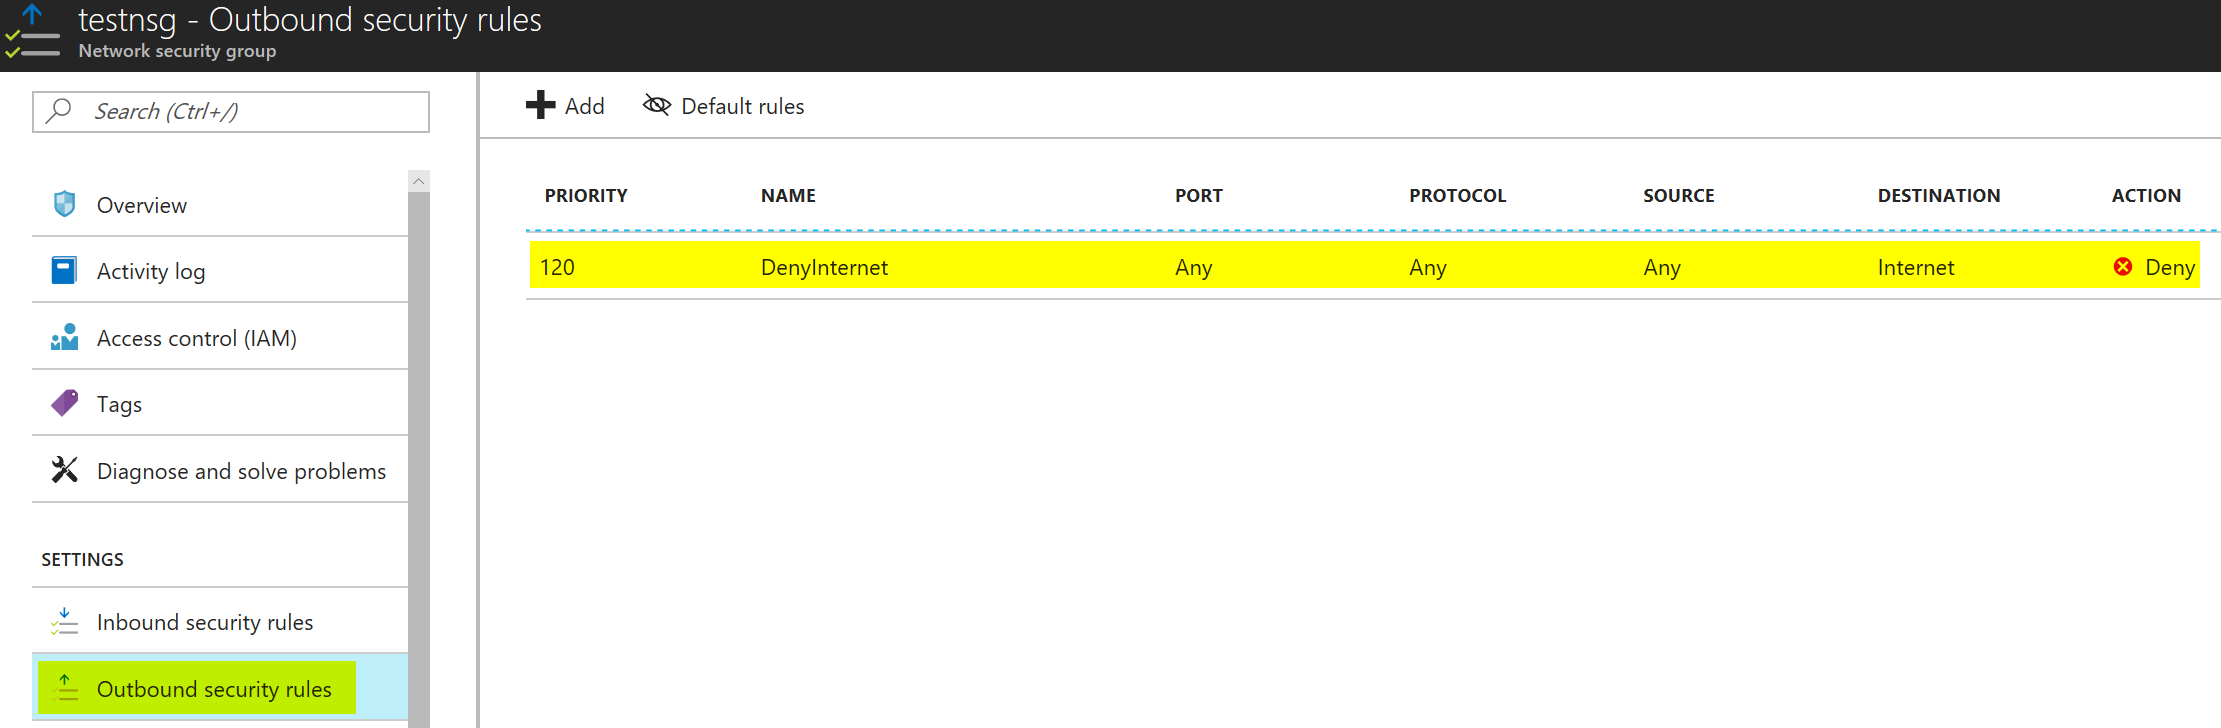 testnsg - Outbound security rules
Network security group
Search (Ctrl+/)
Overview
Activity log
Access control (IAM)
Tags
Diagnose and solve problems
SETTINGS
Inbound security rules
Outbound security rules
Add Default rules
PRIORITY NAME PORT PROTOCOL SOURCE DESTINATION ACTION
120 DenyInternet Any Any Any Internet Deny